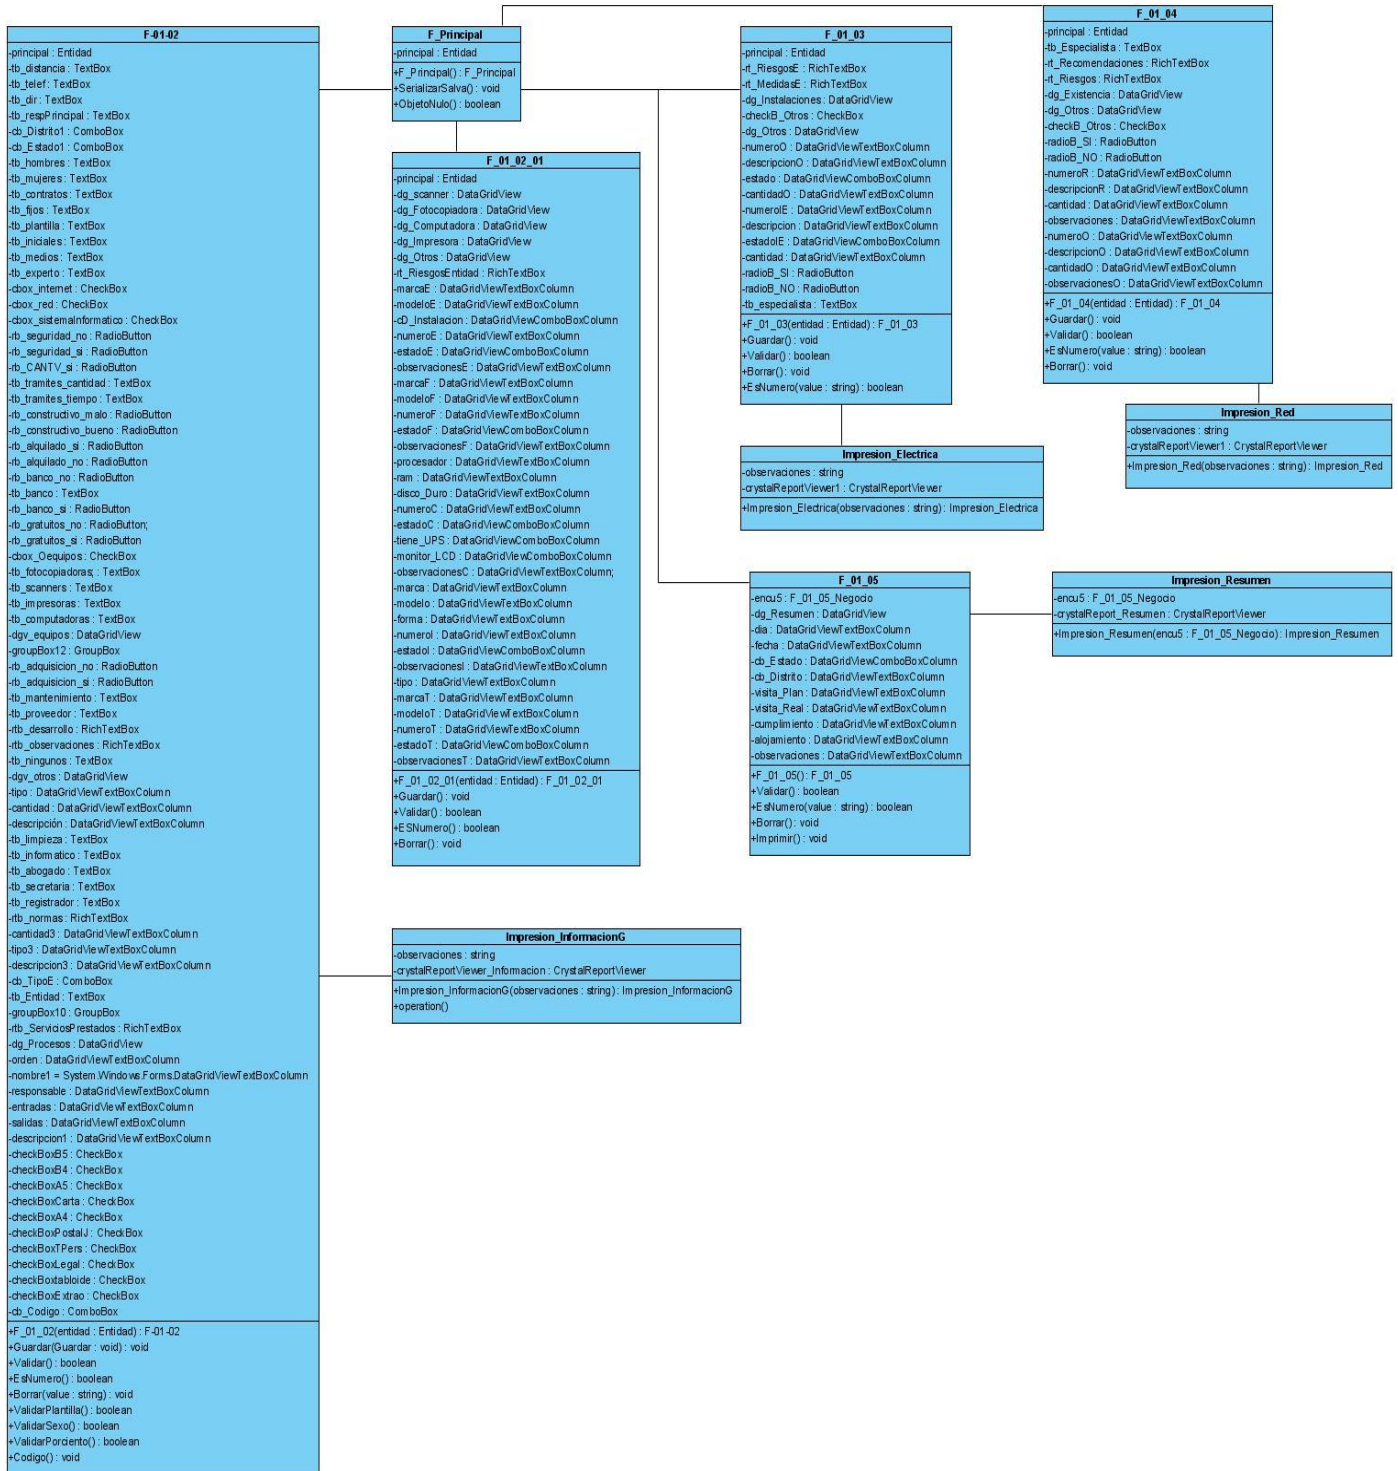 F-01-02
-principal : Entidad
-tb_distancia : TextBox
-tb_telef : TextBox
-tb_dir : TextBox
-tb_respPrincipal : TextBox
-cb_Distrito1 : ComboBox
-cb_Estado1 : ComboBox
-tb_hombres : TextBox
-tb_mujeres : TextBox
-tb_contratos : TextBox
-tb_fijos : TextBox
-tb_plantilla : TextBox
-tb_iniciales : TextBox
-tb_medios : TextBox
-tb_experto : TextBox
-cbox_internet : CheckBox
-cbox_red : CheckBox
-cbox_sistemaInformatico : CheckBox
-rb_seguridad_no : RadioButton
-rb_seguridad_si : RadioButton
-rb_CANTV_si : RadioButton
-tb_tramites_cantidad : TextBox
-tb_tramites_tiempo : TextBox
-rb_constructivo_malo : RadioButton
-rb_constructivo_bueno : RadioButton
-rb_alquilado_si : RadioButton
-rb_alquilado_no : RadioButton
-rb_banco_no : RadioButton
-tb_banco : TextBox
-rb_banco_si : RadioButton
-rb_gratuitos_no : RadioButton;
-rb_gratuitos_si : RadioButton
-cbox_Oequipos : CheckBox
-tb_fotocopiadoras; : TextBox
-tb_scanners : TextBox
-tb_impresoras : TextBox
-tb_computadoras : TextBox
-dgv_equipos : DataGridView
-groupBox12 : GroupBox
-rb_adquisicion_no : RadioButton
-rb_adquisicion_si : RadioButton
-tb_mantenimiento : TextBox
-tb_proveedor : TextBox
-rtb_desarrollo : RichTextBox
-rtb_observaciones : RichTextBox
-tb_ningunos : TextBox
-dgv_otros : DataGridView
-tipo : DataGridViewTextBoxColumn
-cantidad : DataGridViewTextBoxColumn
-descripción : DataGridViewTextBoxColumn
-tb_limpieza : TextBox
-tb_informatico : TextBox
-tb_abogado : TextBox
-tb_secretaria : TextBox
-tb_registrador : TextBox
-rtb_normas : RichTextBox
-cantidad3 : DataGridViewTextBoxColumn
-tipo3 : DataGridViewTextBoxColumn
-descripcion3 : DataGridViewTextBoxColumn
-cb_TipoE : ComboBox
-tb_Entidad : TextBox
-groupBox10 : GroupBox
-rtb_ServiciosPrestados : RichTextBox
-dg_Procesos : DataGridView
-orden : DataGridViewTextBoxColumn
-nombre1 = System.Windows.Forms.DataGridViewTextBoxColumn
-responsable : DataGridViewTextBoxColumn
-entradas : DataGridViewTextBoxColumn
-salidas : DataGridViewTextBoxColumn
-descripcion1 : DataGridViewTextBoxColumn
-checkBoxB5 : CheckBox
-checkBoxB4 : CheckBox
-checkBoxA5 : CheckBox
-checkBoxCarta : CheckBox
-checkBoxA4 : CheckBox
-checkBoxPostalJ : CheckBox
-checkBoxTPers : CheckBox
-checkBoxLegal : CheckBox
-checkBoxtabloide : CheckBox
-checkBoxExtrao : CheckBox
-cb_Codigo : ComboBox
+F_01_02(entidad : Entidad) : F-01-02
+Guardar(Guardar : void) : void
+Validar() : boolean
+EsNumero() : boolean
+Borrar(value : string) : void
+ValidarPlantilla() : boolean
+ValidarSexo() : boolean
+ValidarPorciento() : boolean
+Codigo() : void
F_Principal
-principal : Entidad
+F_Principal() : F_Principal
+SerializarSalva() : void
+ObjetoNulo() : boolean
F_01_02_01
-principal : Entidad
-dg_scanner : DataGridView
-dg_Fotocopiadora : DataGridView
-dg_Computadora : DataGridView
-dg_Impresora : DataGridView
-dg_Otros : DataGridView
-rt_RiesgosEntidad : RichTextBox
-marcaE : DataGridViewTextBoxColumn
-modeloE : DataGridViewTextBoxColumn
-cD_Instalacion : DataGridViewComboBoxColumn
-numeroE : DataGridViewTextBoxColumn
-estadoE : DataGridViewComboBoxColumn
-observacionesE : DataGridViewTextBoxColumn
-marcaF : DataGridViewTextBoxColumn
-modeloF : DataGridViewTextBoxColumn
-numeroF : DataGridViewTextBoxColumn
-estadoF : DataGridViewComboBoxColumn
-observacionesF : DataGridViewTextBoxColumn
-procesador : DataGridViewTextBoxColumn
-ram : DataGridViewTextBoxColumn
-disco_Duro : DataGridViewTextBoxColumn
-numeroC : DataGridViewTextBoxColumn
-estadoC : DataGridViewComboBoxColumn
-tiene_UPS : DataGridViewComboBoxColumn
-monitor_LCD : DataGridViewComboBoxColumn
-observacionesC : DataGridViewTextBoxColumn;
-marca : DataGridViewTextBoxColumn
-modelo : DataGridViewTextBoxColumn
-forma : DataGridViewTextBoxColumn
-numeroI : DataGridViewTextBoxColumn
-estadoI : DataGridViewComboBoxColumn
-observacionesI : DataGridViewTextBoxColumn
-tipo : DataGridViewTextBoxColumn
-marcaT : DataGridViewTextBoxColumn
-modeloT : DataGridViewTextBoxColumn
-numeroT : DataGridViewTextBoxColumn
-estadoT : DataGridViewComboBoxColumn
-observacionesT : DataGridViewTextBoxColumn
+F_01_02_01(entidad : Entidad) : F_01_02_01
+Guardar() : void
+Validar() : boolean
+ESNumero() : boolean
+Borrar() : void
Impresion_InformacionG
-observaciones : string
-crystalReportViewer_Informacion : CrystalReportViewer
+Impresion_InformacionG(observaciones : string) : Impresion_InformacionG
+operation()
F_01_03
-principal : Entidad
-rt_RiesgosE : RichTextBox
-rt_MedidasE : RichTextBox
-dg_Instalaciones : DataGridView
-checkB_Otros : CheckBox
-dg_Otros : DataGridView
-numeroO : DataGridViewTextBoxColumn
-descripcionO : DataGridViewTextBoxColumn
-estado : DataGridViewComboBoxColumn
-cantidadO : DataGridViewTextBoxColumn
-numeroIE : DataGridViewTextBoxColumn
-descripcion : DataGridViewTextBoxColumn
-estadoIE : DataGridViewComboBoxColumn
-cantidad : DataGridViewTextBoxColumn
-radioB_SI : RadioButton
-radioB_NO : RadioButton
-tb_especialista : TextBox
+F_01_03(entidad : Entidad) : F_01_03
+Guardar() : void
+Validar() : boolean
+Borrar() : void
+EsNumero(value : string) : boolean
Impresion_Electrica
-observaciones : string
-crystalReportViewer1 : CrystalReportViewer
+Impresion_Electrica(observaciones : string) : Impresion_Electrica
F_01_05
-encu5 : F_01_05_Negocio
-dg_Resumen : DataGridView
-dia : DataGridViewTextBoxColumn
-fecha : DataGridViewTextBoxColumn
-cb_Estado : DataGridViewComboBoxColumn
-cb_Distrito : DataGridViewTextBoxColumn
-visita_Plan : DataGridViewTextBoxColumn
-visita_Real : DataGridViewTextBoxColumn
-cumplimiento : DataGridViewTextBoxColumn
-alojamiento : DataGridViewTextBoxColumn
-observaciones : DataGridViewTextBoxColumn
+F_01_05() : F_01_05
+Validar() : boolean
+EsNumero(value : string) : boolean
+Borrar() : void
+Imprimir() : void
F_01_04
-principal : Entidad
-tb_Especialista : TextBox
-rt_Recomendaciones : RichTextBox
-rt_Riesgos : RichTextBox
-dg_Existencia : DataGridView
-dg_Otros : DataGridView
-checkB_Otros : CheckBox
-radioB_SI : RadioButton
-radioB_NO : RadioButton
-numeroR : DataGridViewTextBoxColumn
-descripcionR : DataGridViewTextBoxColumn
-cantidad : DataGridViewTextBoxColumn
-observaciones : DataGridViewTextBoxColumn
-numeroO : DataGridViewTextBoxColumn
-descripcionO : DataGridViewTextBoxColumn
-cantidadO : DataGridViewTextBoxColumn
-observacionesO : DataGridViewTextBoxColumn
+F_01_04(entidad : Entidad) : F_01_04
+Guardar() : void
+Validar() : boolean
+EsNumero(value : string) : boolean
+Borrar() : void
Impresion_Red
-observaciones : string
-crystalReportViewer1 : CrystalReportViewer
+Impresion_Red(observaciones : string) : Impresion_Red
Impresion_Resumen
-encu5 : F_01_05_Negocio
-crystalReport_Resumen : CrystalReportViewer
+Impresion_Resumen(encu5 : F_01_05_Negocio) : Impresion_Resumen